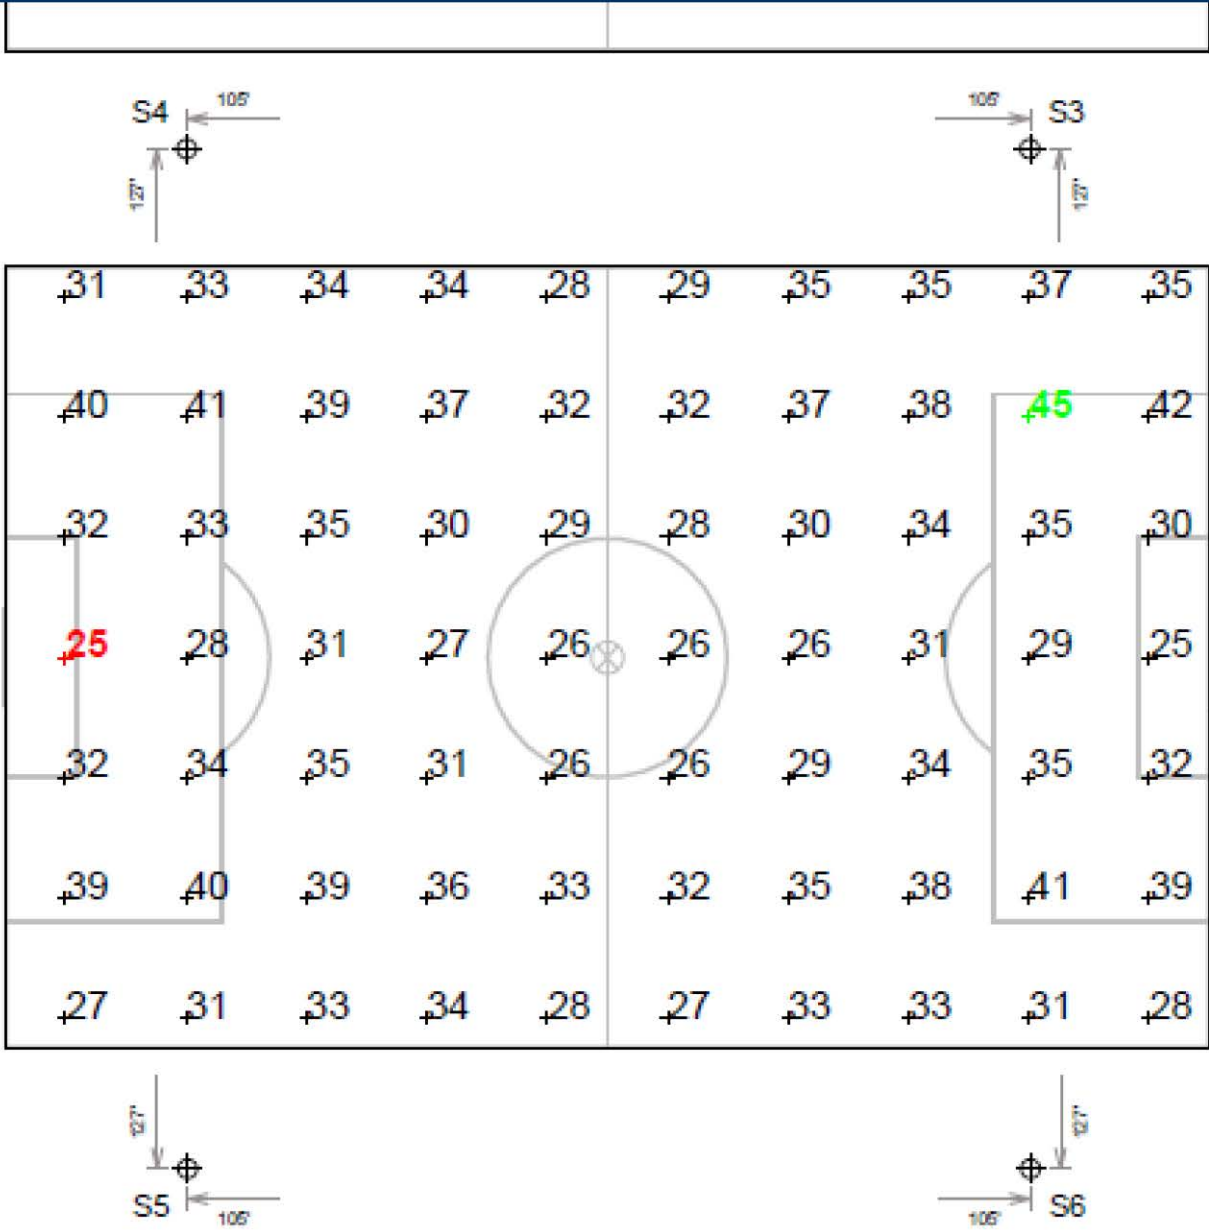 105' 105'
S4 S3
127' 127'
31 33 34 34 28 29 35 35 37 35
40 41 39 37 32 32 37 38 45 42
32 33 35 30 29 28 30 34 35 30
25 28 31 27 26 26 26 31 29 25
32 34 35 31 26 26 29 34 35 32
39 40 39 36 33 32 35 38 41 39
27 31 33 34 28 27 33 33 31 28
127' 127'
S5 S6
105' 105'